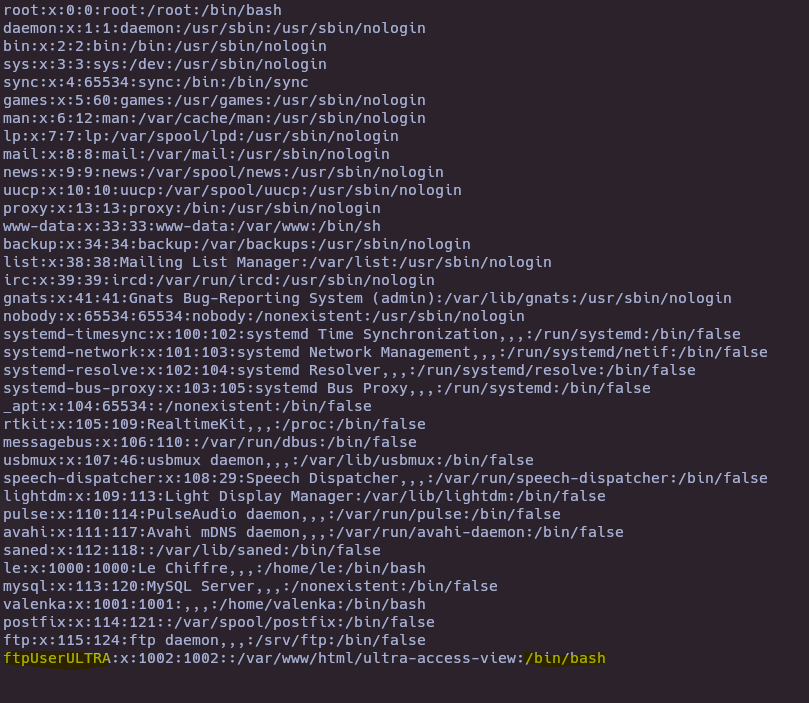 root:x:0:0:root:/root:/bin/bash
daemon:x:1:1:daemon:/usr/sbin:/usr/sbin/nologin
bin:x:2:2:bin:/bin:/usr/sbin/nologin
sys:x:3:3:sys:/dev:/usr/sbin/nologin
sync:x:4:65534:sync:/bin:/bin/sync
games:x:5:60:games:/usr/games:/usr/sbin/nologin
man:x:6:12:man:/var/cache/man:/usr/sbin/nologin
lp:x:7:7:lp:/var/spool/lpd:/usr/sbin/nologin
mail:x:8:8:mail:/var/mail:/usr/sbin/nologin
news:x:9:9:news:/var/spool/news:/usr/sbin/nologin
uucp:x:10:10:uucp:/var/spool/uucp:/usr/sbin/nologin
proxy:x:13:13:proxy:/bin:/usr/sbin/nologin
www-data:x:33:33:www-data:/var/www:/bin/sh
backup:x:34:34:backup:/var/backups:/usr/sbin/nologin
list:x:38:38:Mailing List Manager:/var/list:/usr/sbin/nologin
irc:x:39:39:ircd:/var/run/ircd:/usr/sbin/nologin
gnats:x:41:41:Gnats Bug-Reporting System (admin):/var/lib/gnats:/usr/sbin/nologin
nobody:x:65534:65534:nobody:/nonexistent:/usr/sbin/nologin
systemd-timesync:x:100:102:systemd Time Synchronization,,,:/run/systemd:/bin/false
systemd-network:x:101:103:systemd Network Management,,,:/run/systemd/netif:/bin/false
systemd-resolve:x:102:104:systemd Resolver,,,:/run/systemd/resolve:/bin/false
systemd-bus-proxy:x:103:105:systemd Bus Proxy,,,:/run/systemd:/bin/false
_apt:x:104:65534::/nonexistent:/bin/false
rtkit:x:105:109:RealtimeKit,,,:/proc:/bin/false
messagebus:x:106:110::/var/run/dbus:/bin/false
usbmux:x:107:46:usbmux daemon,,,:/var/lib/usbmux:/bin/false
speech-dispatcher:x:108:29:Speech Dispatcher,,,:/var/run/speech-dispatcher:/bin/false
lightdm:x:109:113:Light Display Manager:/var/lib/lightdm:/bin/false
pulse:x:110:114:PulseAudio daemon,,,:/var/run/pulse:/bin/false
avahi:x:111:117:Avahi mDNS daemon,,,:/var/run/avahi-daemon:/bin/false
saned:x:112:118::/var/lib/saned:/bin/false
le:x:1000:1000:Le Chiffre,,,:/home/le:/bin/bash
mysql:x:113:120:MySQL Server,,,:/nonexistent:/bin/false
valenka:x:1001:1001:,,,:/home/valenka:/bin/bash
postfix:x:114:121::/var/spool/postfix:/bin/false
ftp:x:115:124:ftp daemon,,,:/srv/ftp:/bin/false
ftpUserULTRA:x:1002:1002::/var/www/html/ultra-access-view:/bin/bash